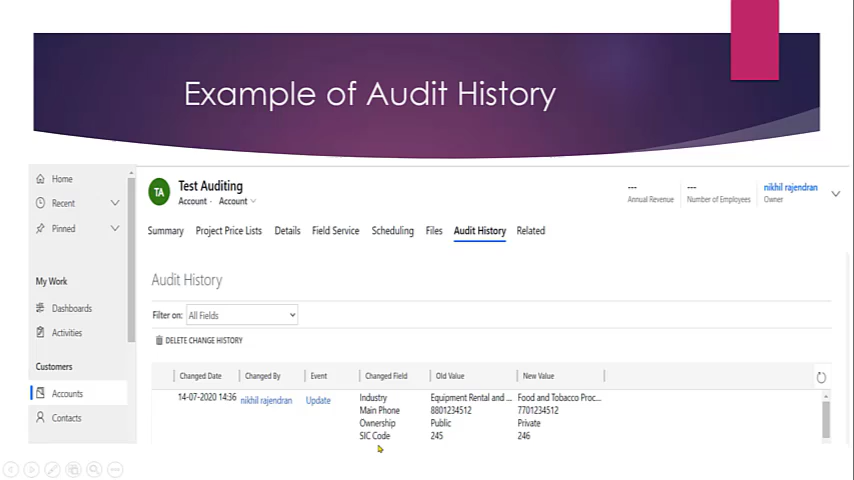 Example of Audit History
Home
Recent
Pinned
My Work
Dashboards
Activities
Customers
Accounts
Contacts
TA
Test Auditing
Account · Account
--- Annual Revenue
--- Number of Employees
nikhil rajendran
Owner
Summary Project Price Lists Details Field Service Scheduling Files Audit History Related
Audit History
Filter on: All Fields
DELETE CHANGE HISTORY
Changed Date Changed By Event Changed Field Old Value New Value
14-07-2020 14:36 nikhil rajendran Update Industry Equipment Rental and ... Food and Tobacco Proc...
Main Phone 8801234512 7701234512
Ownership Public Private
SIC Code 245 246